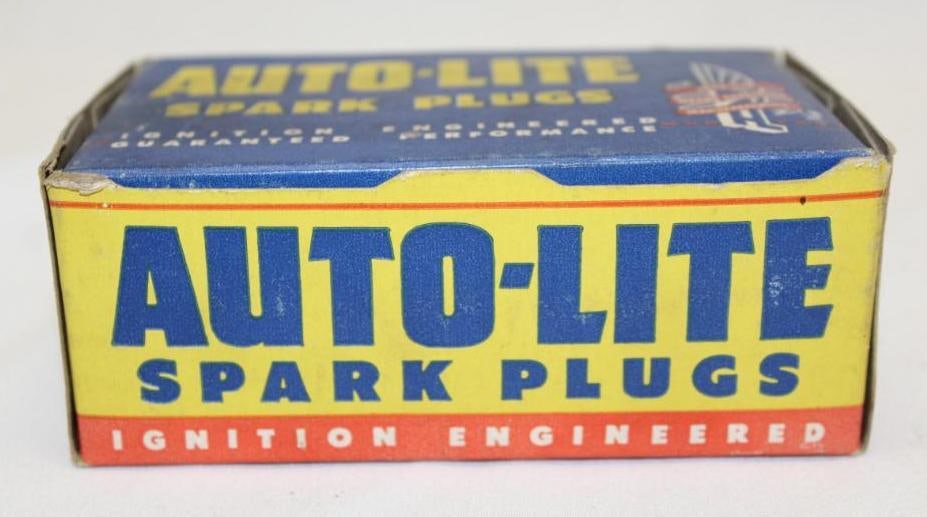 AUTO-LITE
SPARK PLUGS
IGNITION ENGINEERED
GUARANTEED PERFORMANCE
AUTO-LITE
SPARK PLUGS
IGNITION ENGINEERED